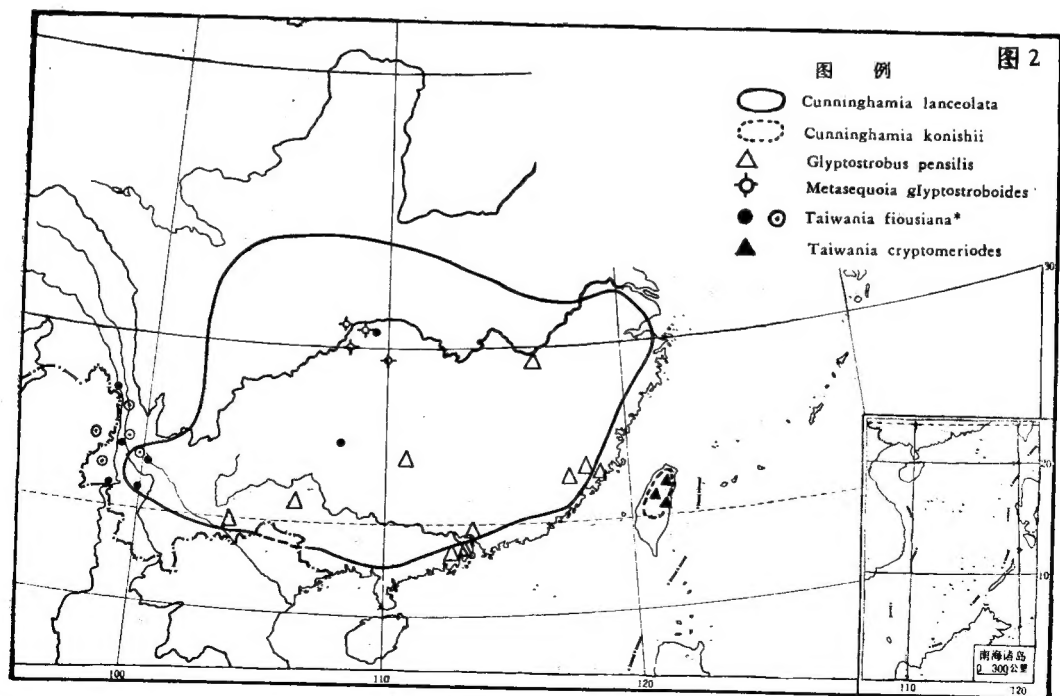 图2
图 例
Cunninghamia lanceolata
Cunninghamia konishii
Glyptostrobus pensilis
Metasequoia glyptostroboides
Taiwania fiousiana*
Taiwania cryptomeriodes
30
20
10
南海诸岛
0 300公里
100
110
120
110
120